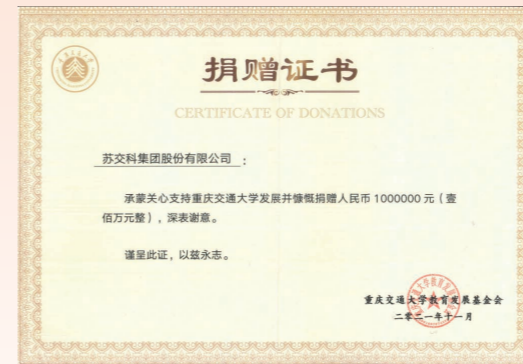 捐赠证书
CERTIFICATE OF DONATIONS
苏交科集团股份有限公司：
承蒙关心支持重庆交通大学发展并慷慨捐赠人民币 1000000 元（壹
佰万元整），深表谢意。
谨呈此证，以兹永志。
重庆交通大学教育发展基金会
二零二一年十一月